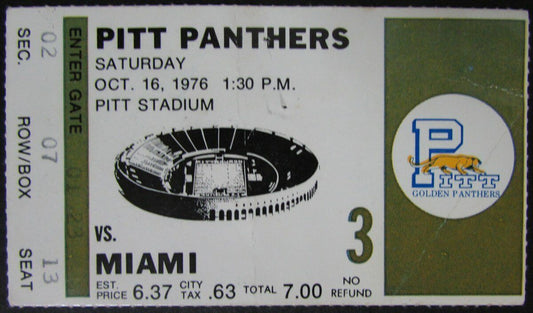 PITT PANTHERS
SATURDAY
OCT. 16, 1976 1:30 P.M.
PITT STADIUM
VS.
MIAMI
EST. PRICE 6.37 CITY TAX .63 TOTAL 7.00 NO REFUND
3
PITT
GOLDEN PANTHERS
ENTER GATE
SEC. ROW/BOX SEAT
02 07 13